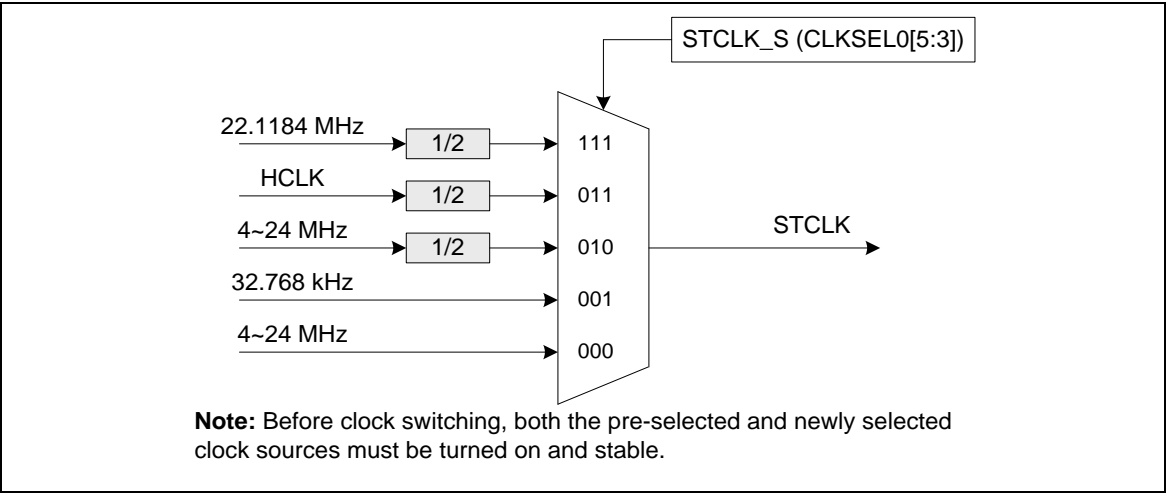 STCLK_S (CLKSEL0[5:3])
22.1184 MHz
1/2
111
HCLK
1/2
011
4~24 MHz
1/2
010
STCLK
32.768 kHz
001
4~24 MHz
000
Note: Before clock switching, both the pre-selected and newly selected
clock sources must be turned on and stable.